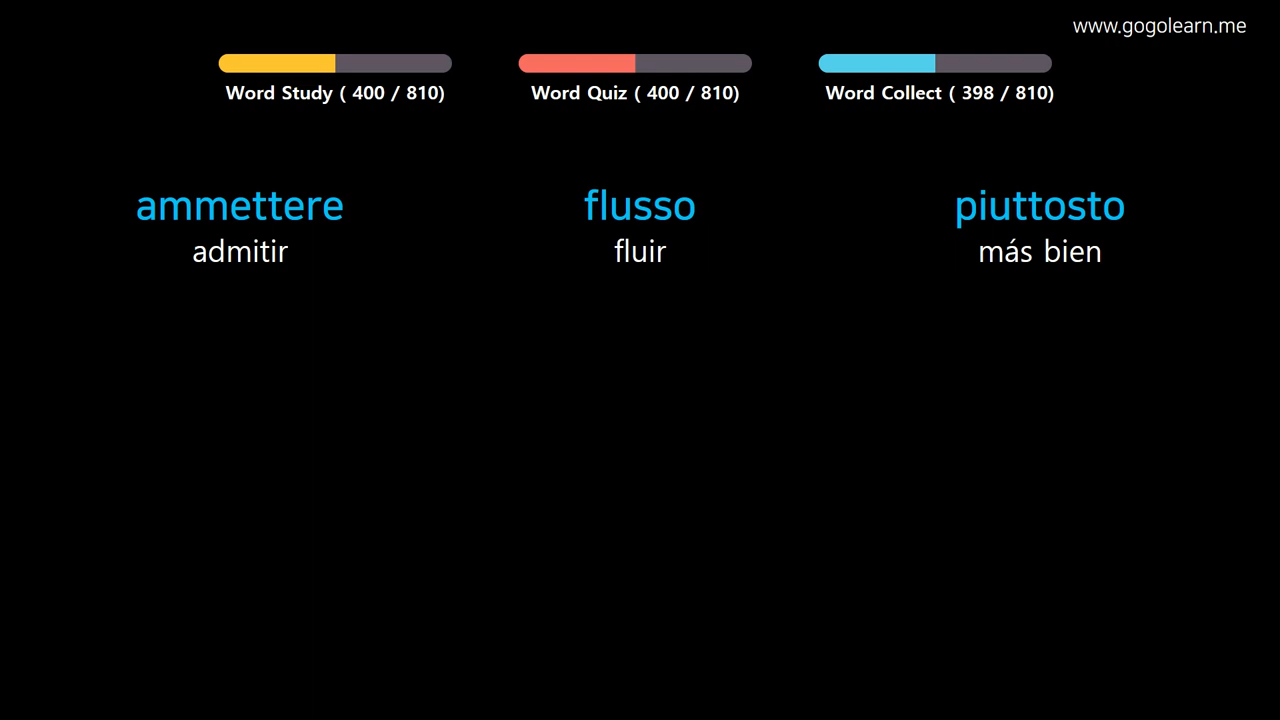 www.gogolearn.me
Word Study ( 400 / 810)
Word Quiz ( 400 / 810)
Word Collect ( 398 / 810)
ammettere
admitir
flusso
fluir
piuttosto
más bien